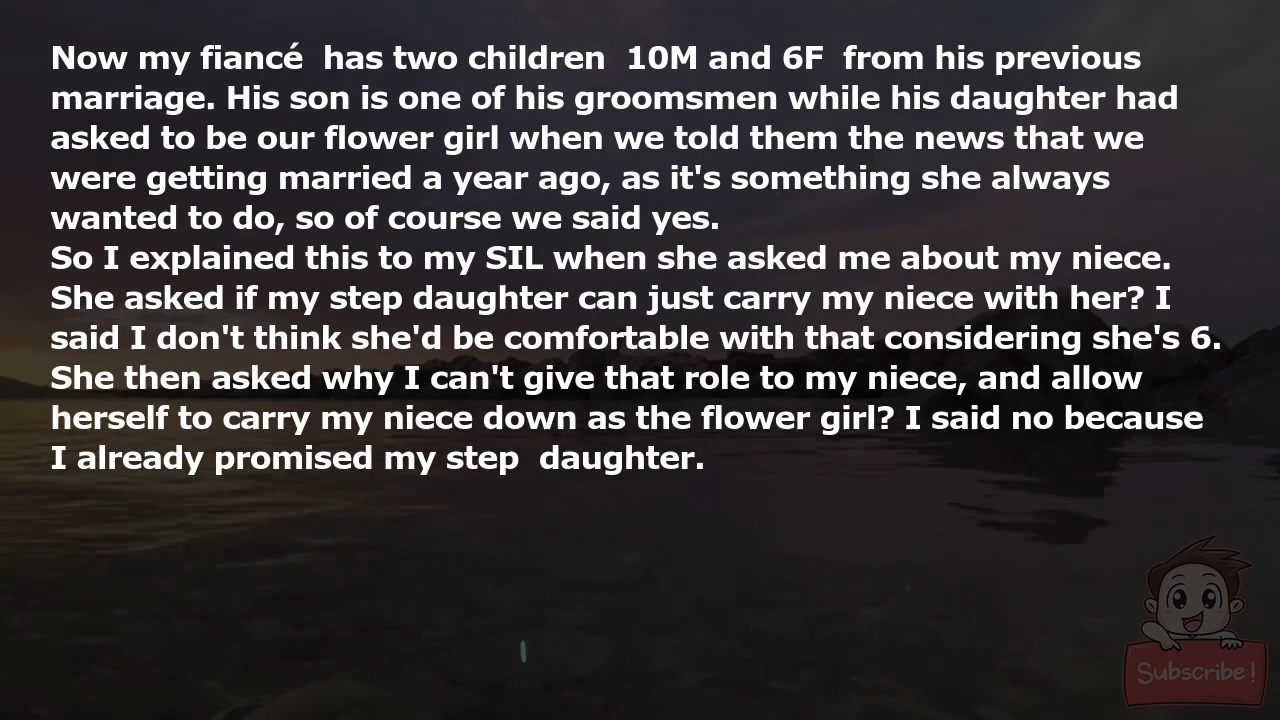 Now my fiancé  has two children  10M and 6F  from his previous
marriage. His son is one of his groomsmen while his daughter had
asked to be our flower girl when we told them the news that we
were getting married a year ago, as it's something she always
wanted to do, so of course we said yes.
So I explained this to my SIL when she asked me about my niece.
She asked if my step daughter can just carry my niece with her? I
said I don't think she'd be comfortable with that considering she's 6.
She then asked why I can't give that role to my niece, and allow
herself to carry my niece down as the flower girl? I said no because
I already promised my step  daughter.
Subscribe!